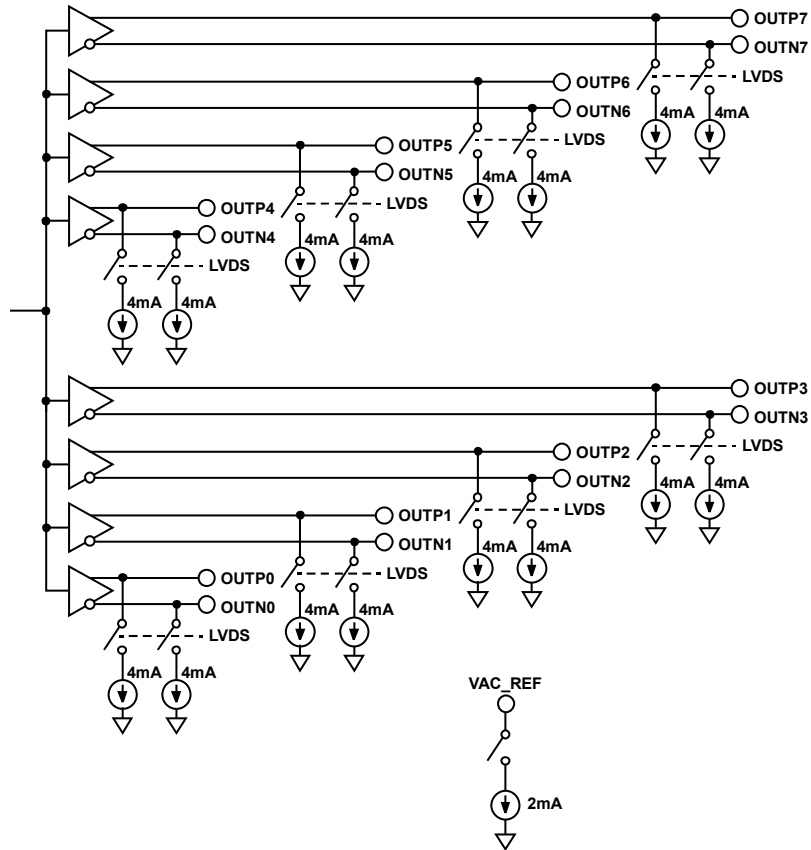 OUTP7
OUTN7
LVDS
4mA 4mA
OUTP6
OUTN6
LVDS
4mA 4mA
OUTP5
OUTN5
LVDS
4mA 4mA
OUTP4
OUTN4
LVDS
4mA 4mA
OUTP3
OUTN3
LVDS
4mA 4mA
OUTP2
OUTN2
LVDS
4mA 4mA
OUTP1
OUTN1
LVDS
4mA 4mA
OUTP0
OUTN0
LVDS
4mA 4mA
VAC_REF
2mA